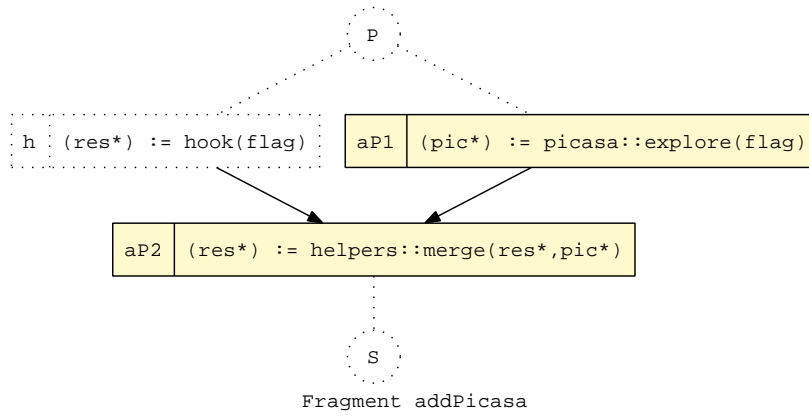 P
h (res*) := hook(flag)
aP1 (pic*) := picasa::explore(flag)
aP2 (res*) := helpers::merge(res*,pic*)
S
Fragment addPicasa